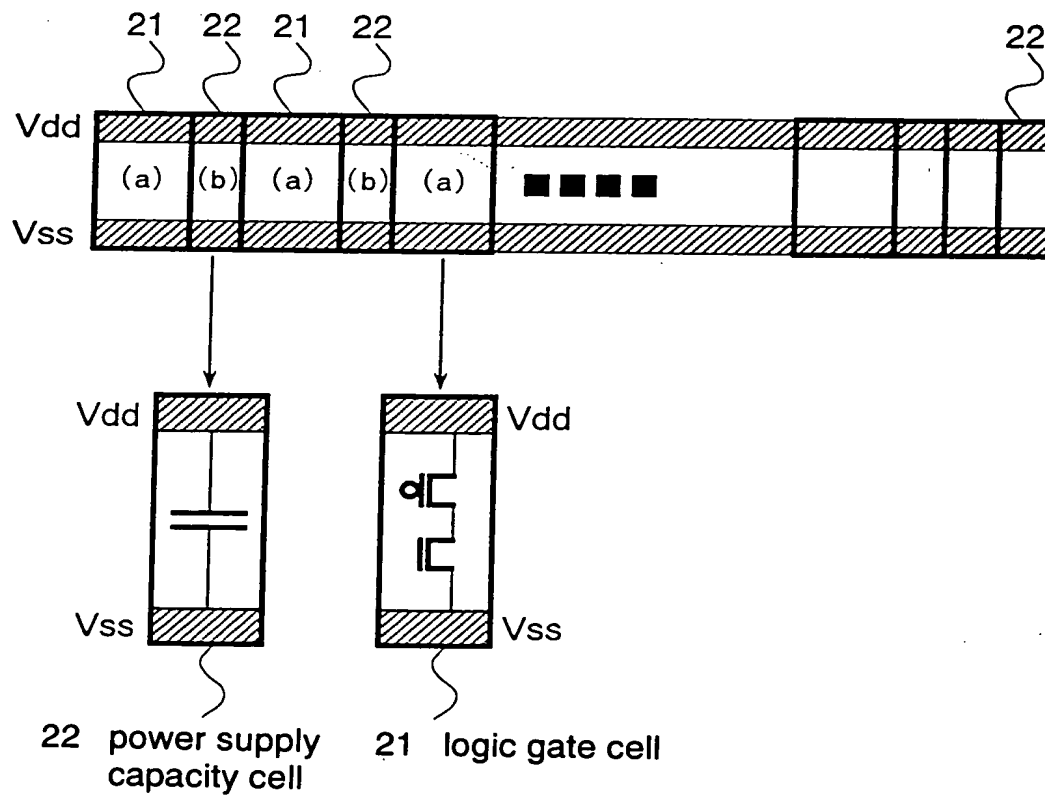 21 22 21 22 22
Vdd
(a) (b) (a) (b) (a)
Vss
Vdd Vdd
Vss Vss
22 power supply capacity cell
21 logic gate cell